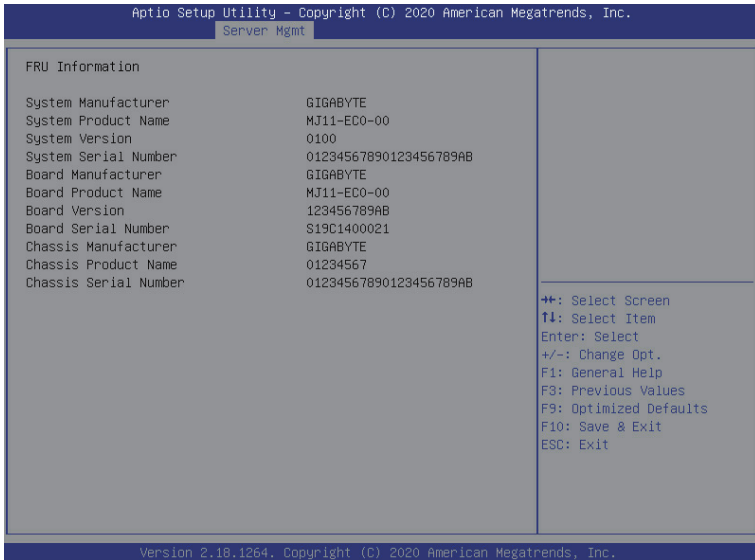 Aptio Setup Utility – Copyright (C) 2020 American Megatrends, Inc.
Server Mgmt
FRU Information
System Manufacturer GIGABYTE
System Product Name MJ11-EC0-00
System Version 0100
System Serial Number 01234567890123456789AB
Board Manufacturer GIGABYTE
Board Product Name MJ11-EC0-00
Board Version 123456789AB
Board Serial Number S19C1400021
Chassis Manufacturer GIGABYTE
Chassis Product Name 01234567
Chassis Serial Number 01234567890123456789AB
→←: Select Screen
↑↓: Select Item
Enter: Select
+/-: Change Opt.
F1: General Help
F3: Previous Values
F9: Optimized Defaults
F10: Save & Exit
ESC: Exit
Version 2.18.1264. Copyright (C) 2020 American Megatrends, Inc.